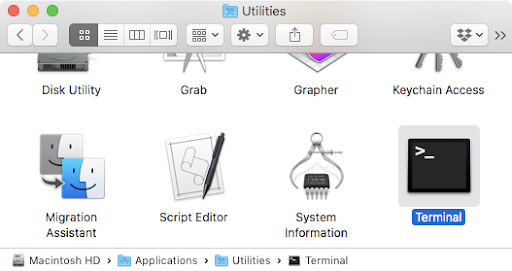 Utilities
Disk Utility Grab Grapher Keychain Access
>_
Migration Assistant Script Editor System Information Terminal
Macintosh HD > Applications > Utilities > Terminal